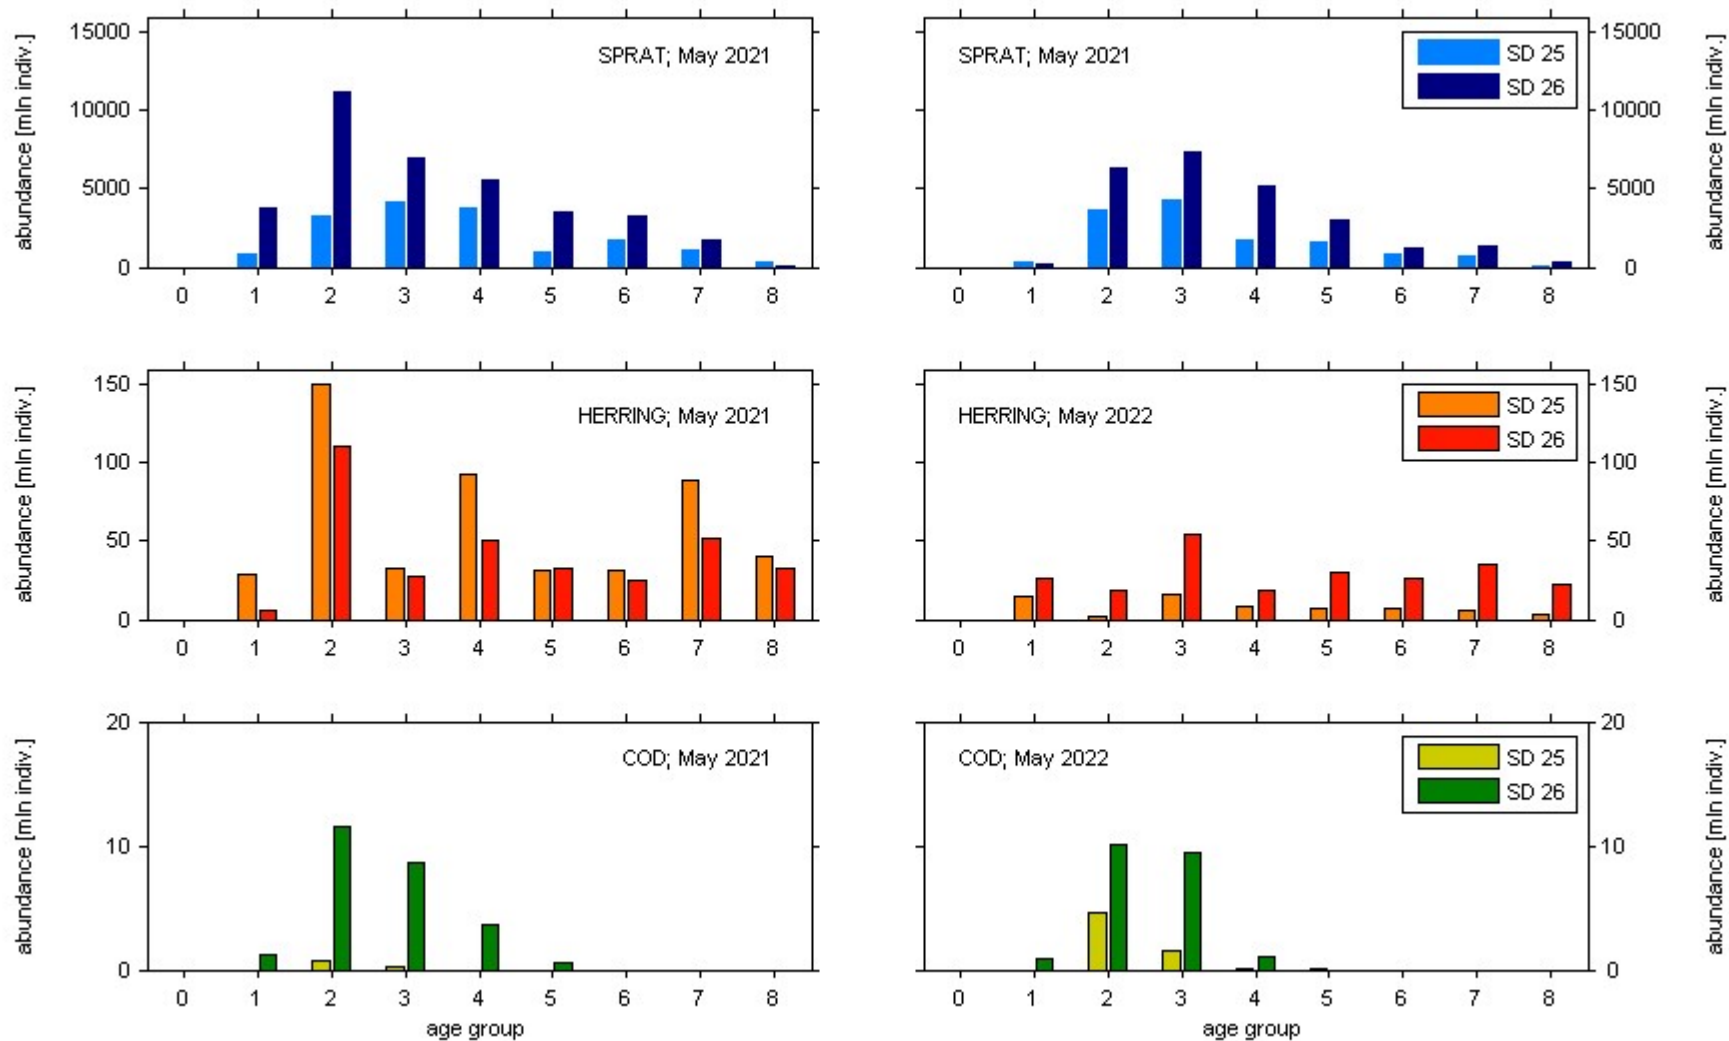 15000 15000
SPRAT; May 2021 SPRAT; May 2021 SD 25
SD 26
10000 10000
abundance [mln indiv.] abundance [mln indiv.]
5000 5000
0 0
0 1 2 3 4 5 6 7 8 0 1 2 3 4 5 6 7 8
150 150
HERRING; May 2021 HERRING; May 2022 SD 25
SD 26
100 100
abundance [mln indiv.] abundance [mln indiv.]
50 50
0 0
0 1 2 3 4 5 6 7 8 0 1 2 3 4 5 6 7 8
20 20
COD; May 2021 COD; May 2022 SD 25
SD 26
abundance [mln indiv.] abundance [mln indiv.]
10 10
0 0
0 1 2 3 4 5 6 7 8 0 1 2 3 4 5 6 7 8
age group age group